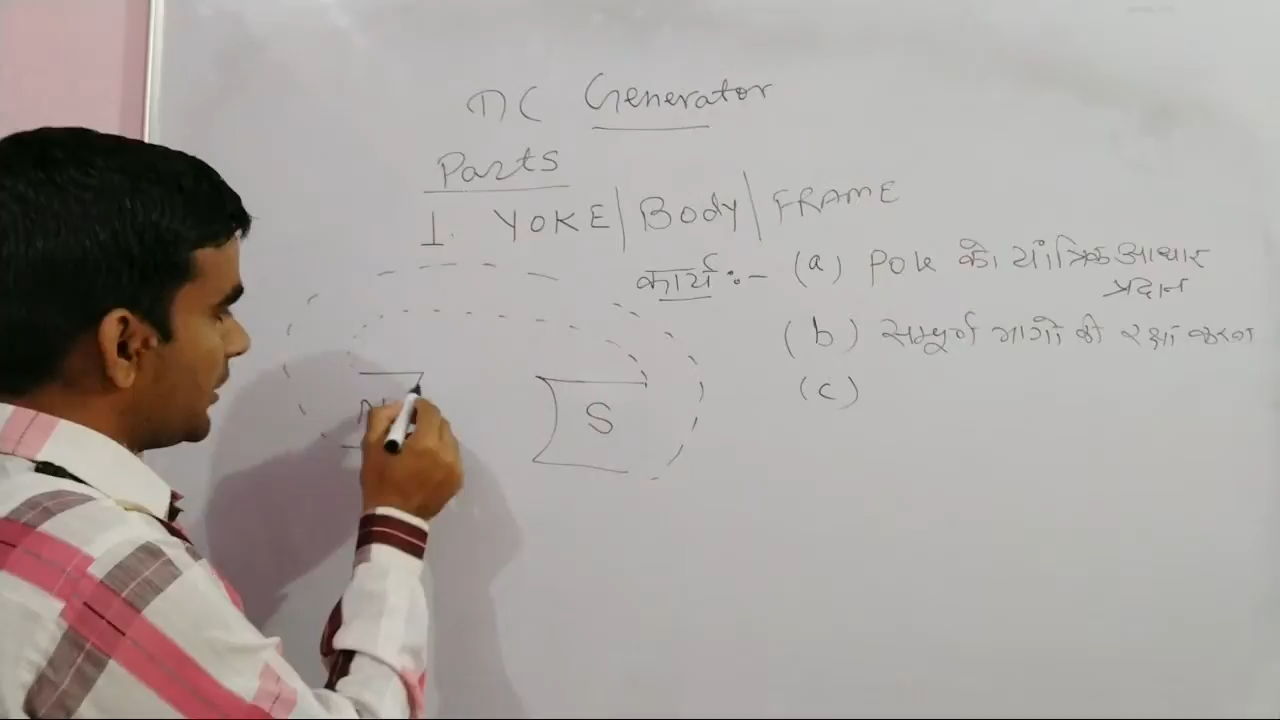 DC Generator
Parts
1. YOKE | Body | FRAME
कार्य :- (a) Pole को यांत्रिक आधार
प्रदान
(b) सम्पूर्ण भागो की रक्षा करना
(c)
N S